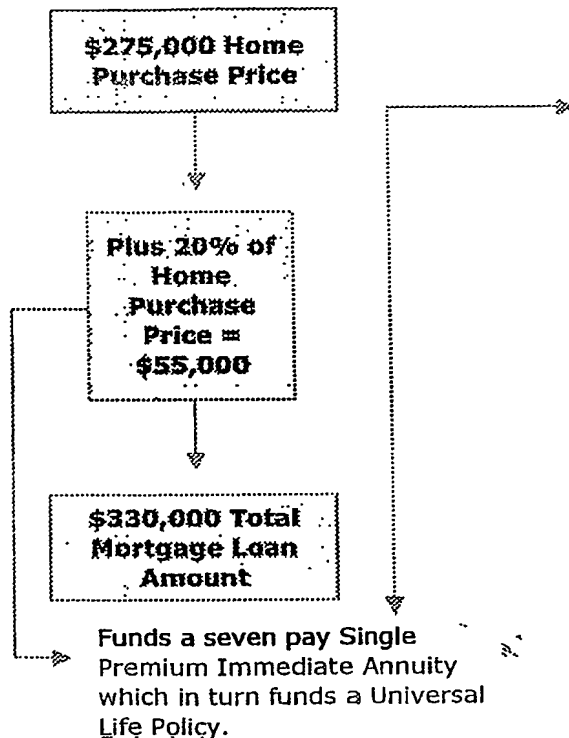 $275,000 Home
Purchase Price
Plus 20% of
Home
Purchase
Price =
$55,000
$330,000 Total
Mortgage Loan
Amount
Funds a seven pay Single
Premium Immediate Annuity
which in turn funds a Universal
Life Policy.